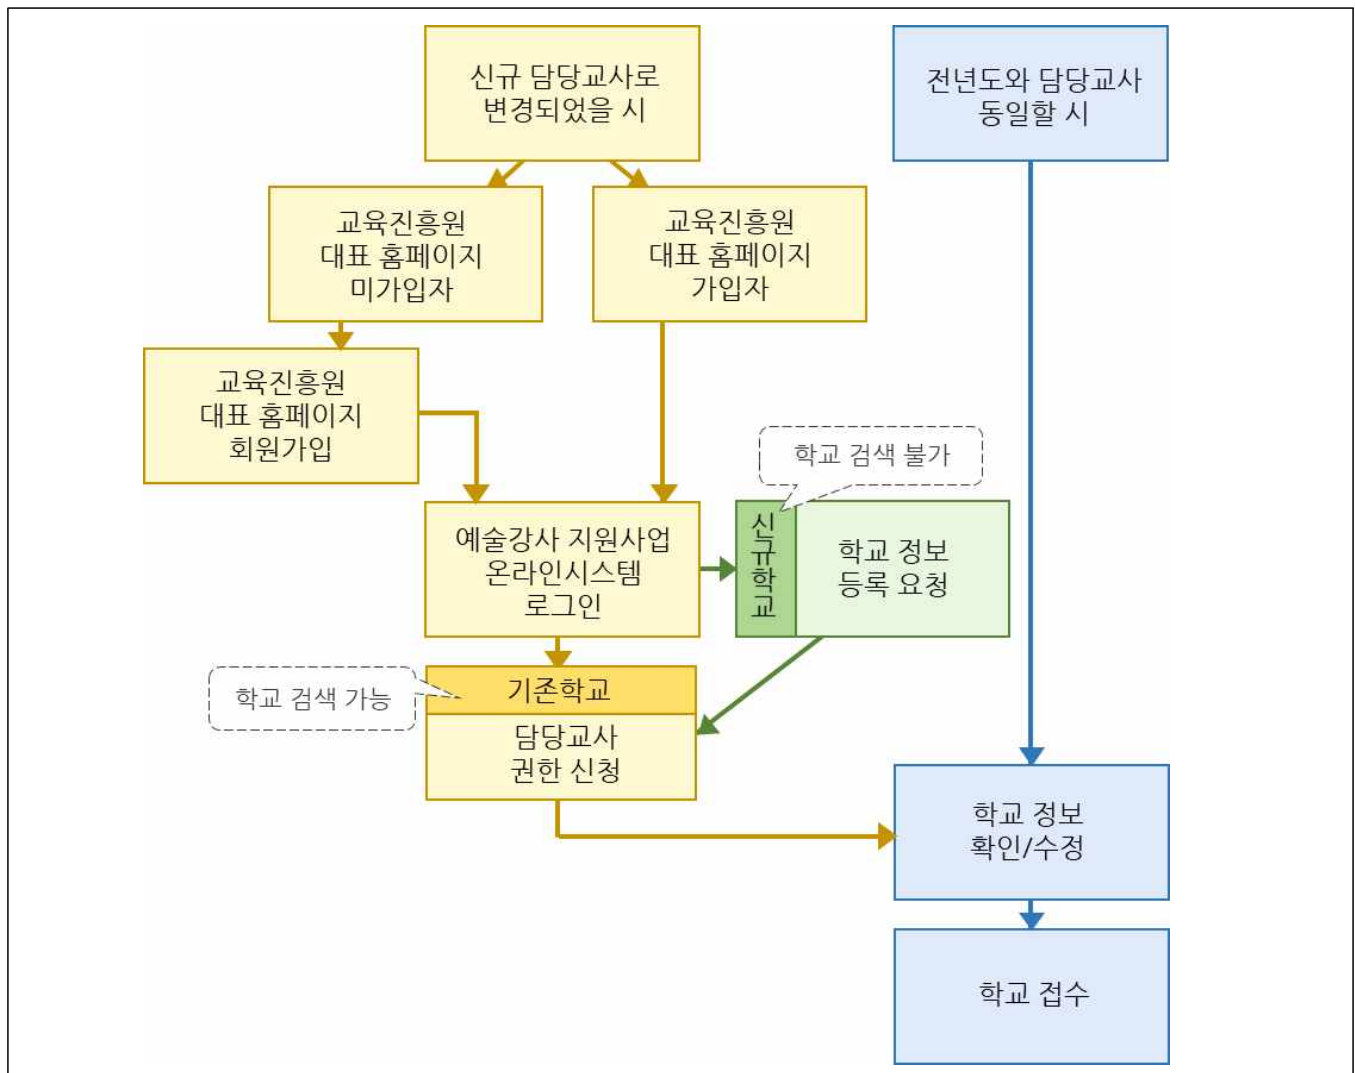 신규 담당교사로
변경되었을 시
전년도와 담당교사
동일할 시
교육진흥원
대표 홈페이지
미가입자
교육진흥원
대표 홈페이지
가입자
교육진흥원
대표 홈페이지
회원가입
학교 검색 불가
예술강사 지원사업
온라인시스템
로그인
신규학교
학교 정보
등록 요청
학교 검색 가능
기존학교
담당교사
권한 신청
학교 정보
확인/수정
학교 접수